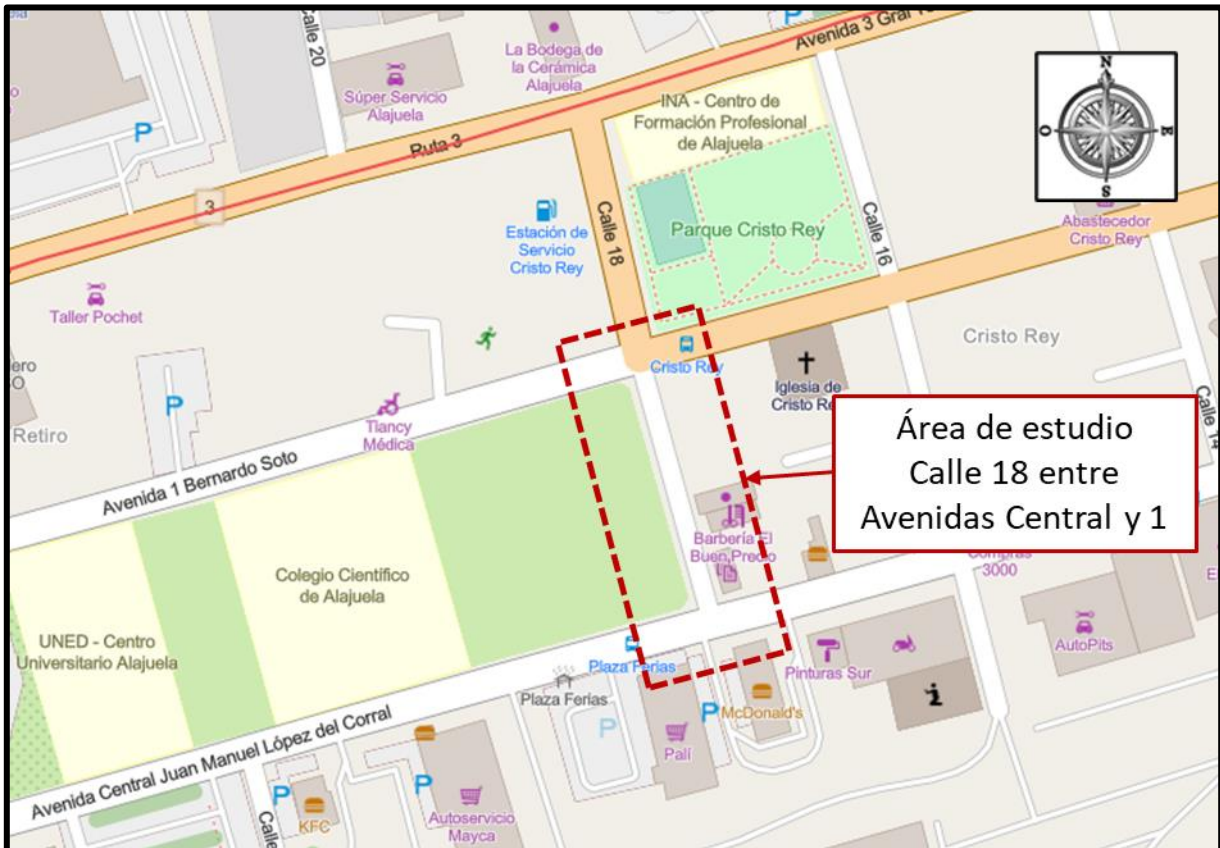 Calle 20
P
Avenida 3 Gral
La Bodega de
la Cerámica
Alajuela
Súper Servicio
Alajuela
INA - Centro de
Formación Profesional
de Alajuela
N
O
E
S
P
Ruta 3
3
Calle 18
Estación de
Servicio
Cristo Rey
Parque Cristo Rey
Calle 16
Abastecedor
Cristo Rey
Taller Pochet
Cristo Rey
Cristo Rey
Iglesia de
Cristo Re
P
Tlancy
Médica
Retiro
Calle 14
Área de estudio
Calle 18 entre
Avenidas Central y 1
Avenida 1 Bernardo Soto
Barbería El
Buen Precio
Compras
3000
Colegio Científico
de Alajuela
UNED - Centro
Universitario Alajuela
AutoPits
Plaza Ferias
Plaza Ferias
Pinturas Sur
McDonald's
P
P
Palí
Avenida Central Juan Manuel López del Corral
P
P
KFC
Calle
Autoservicio
Mayca